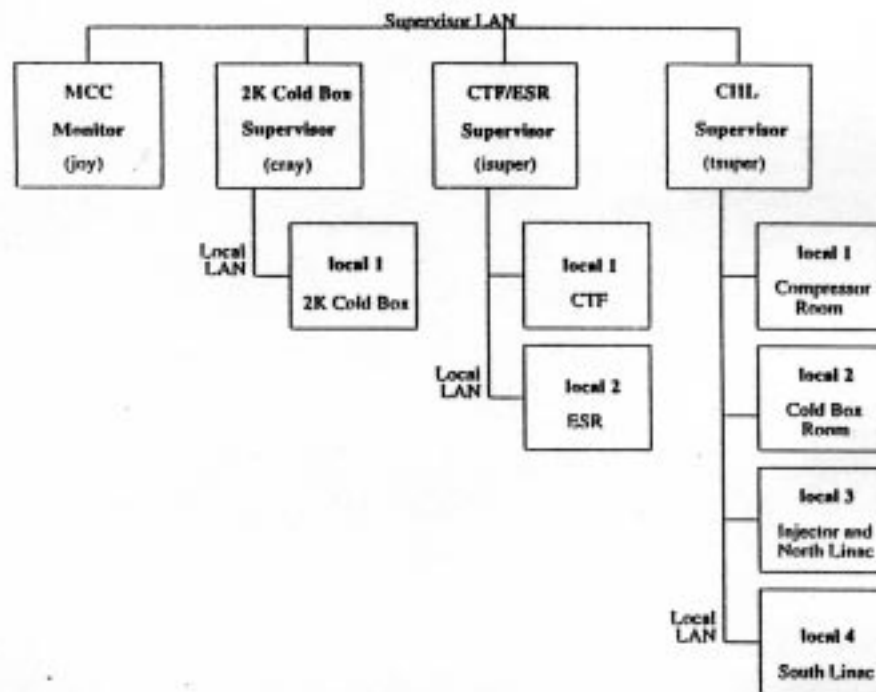 Supervisor LAN
MCC
Monitor
(joy)
2K Cold Box
Supervisor
(cray)
CTF/ESR
Supervisor
(isuper)
CHL
Supervisor
(tsuper)
Local
LAN
local 1
2K Cold Box
local 1
CTF
Local
LAN
local 2
ESR
local 1
Compressor
Room
local 2
Cold Box
Room
local 3
Injector and
North Linac
Local
LAN
local 4
South Linac